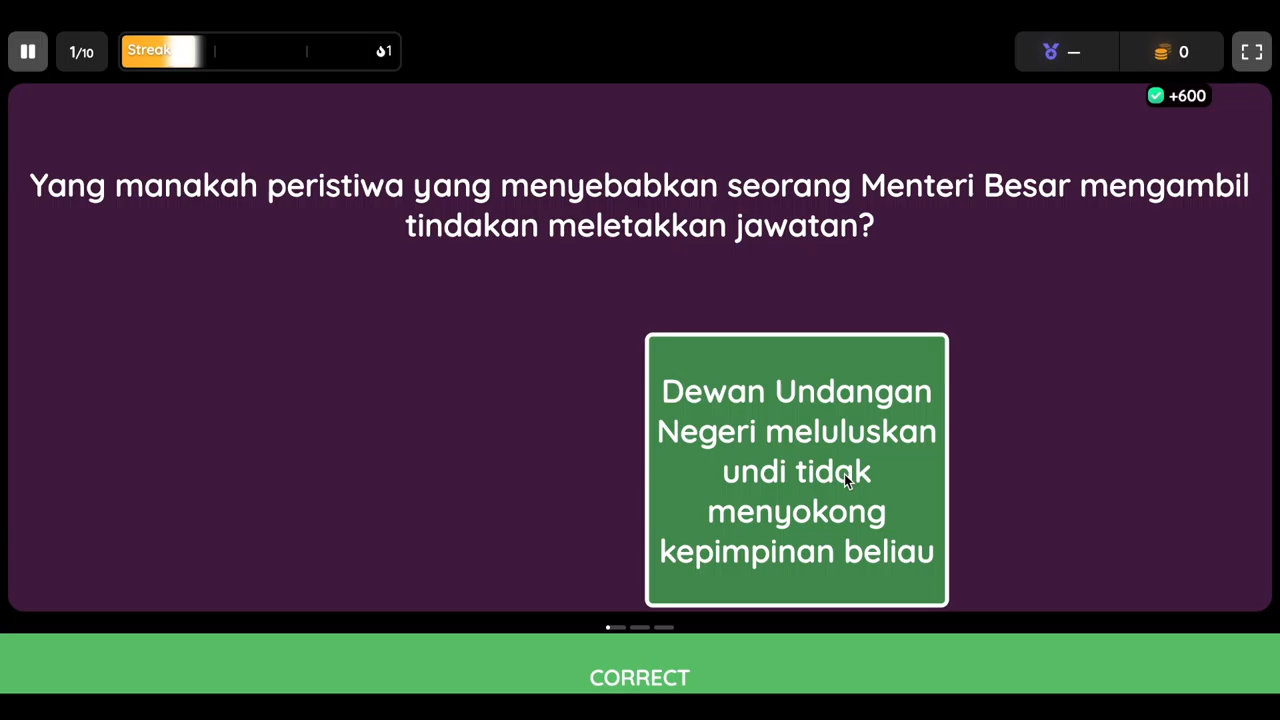 1/10
Streak
1
—
0
+600
Yang manakah peristiwa yang menyebabkan seorang Menteri Besar mengambil
tindakan meletakkan jawatan?
Dewan Undangan
Negeri meluluskan
undi tidak
menyokong
kepimpinan beliau
CORRECT